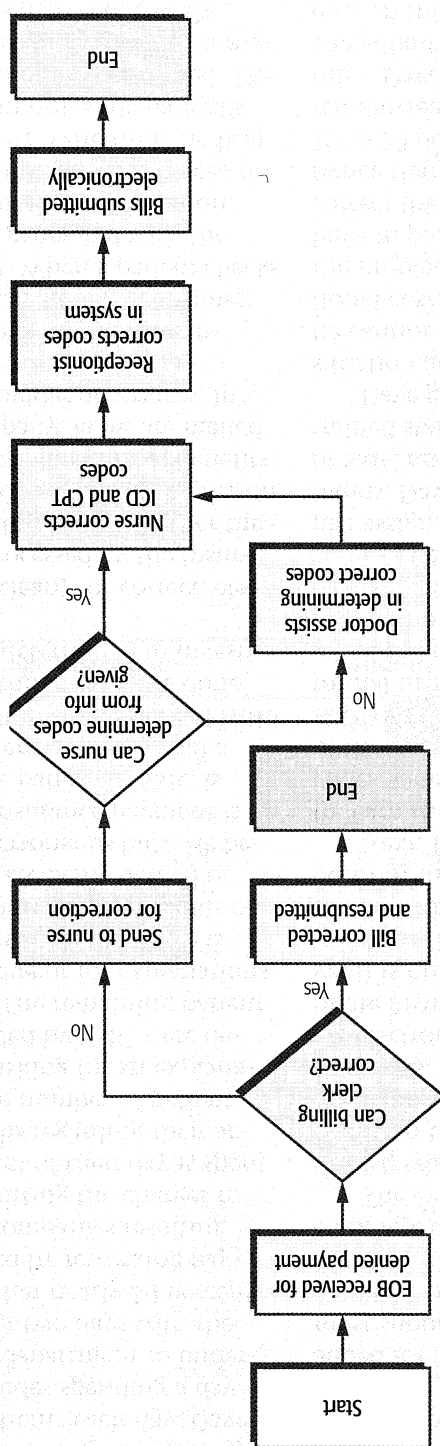 Start
EOB received for
denied payment
Can billing
clerk
correct?
Yes
No
Bill corrected
and resubmitted
End
Send to nurse
for correction
Can nurse
determine codes
from info
given?
No
Yes
Doctor assists
in determining
correct codes
Nurse corrects
ICD and CPT
codes
Receptionist
corrects codes
in system
Bills submitted
electronically
End